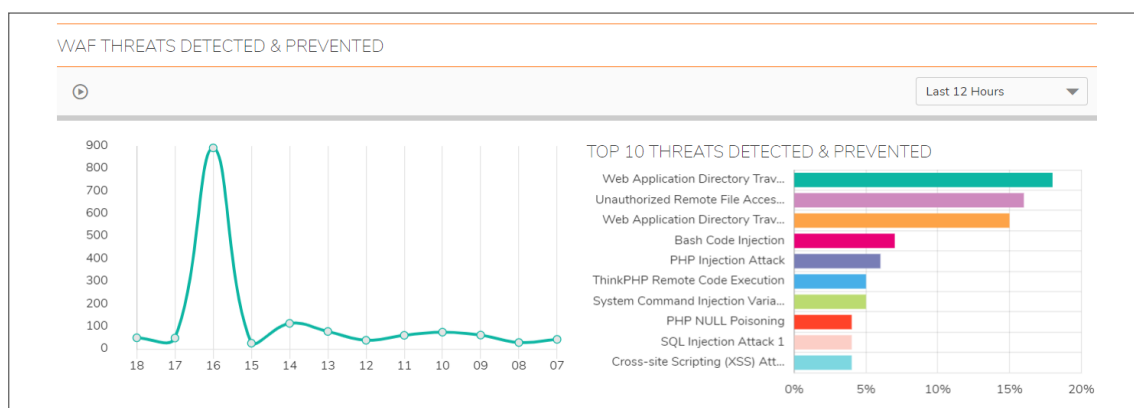 WAF THREATS DETECTED & PREVENTED
Last 12 Hours
900
800
700
600
500
400
300
200
100
0
18 17 16 15 14 13 12 11 10 09 08 07
TOP 10 THREATS DETECTED & PREVENTED
Web Application Directory Trav...
Unauthorized Remote File Acces...
Web Application Directory Trav...
Bash Code Injection
PHP Injection Attack
ThinkPHP Remote Code Execution
System Command Injection Varia...
PHP NULL Poisoning
SQL Injection Attack 1
Cross-site Scripting (XSS) Att...
0% 5% 10% 15% 20%